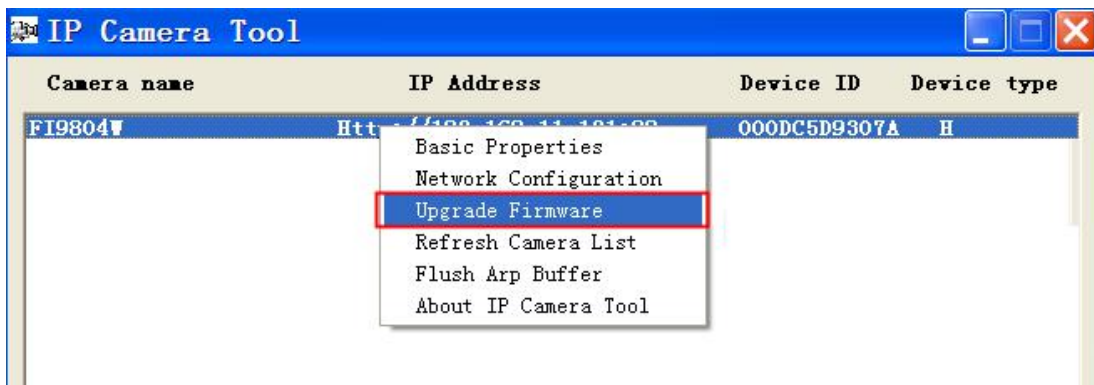 IP Camera Tool
Camera name IP Address Device ID Device type
FI9804W 000DC5D9307A H
Basic Properties
Network Configuration
Upgrade Firmware
Refresh Camera List
Flush Arp Buffer
About IP Camera Tool